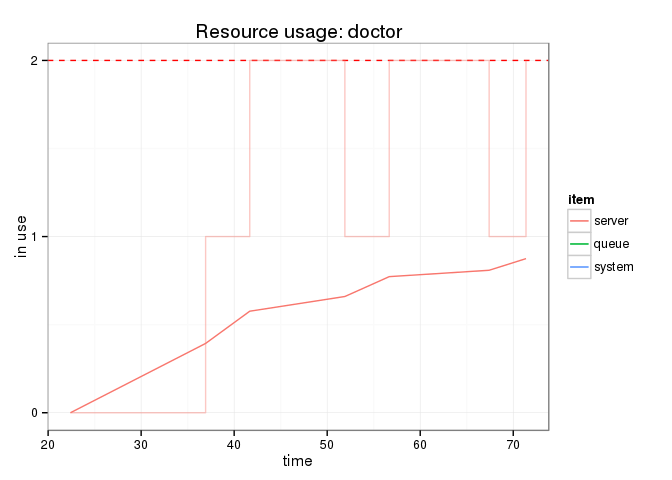 Resource usage: doctor
in use
2
1
0
20 30 40 50 60 70
time
item
server
queue
system